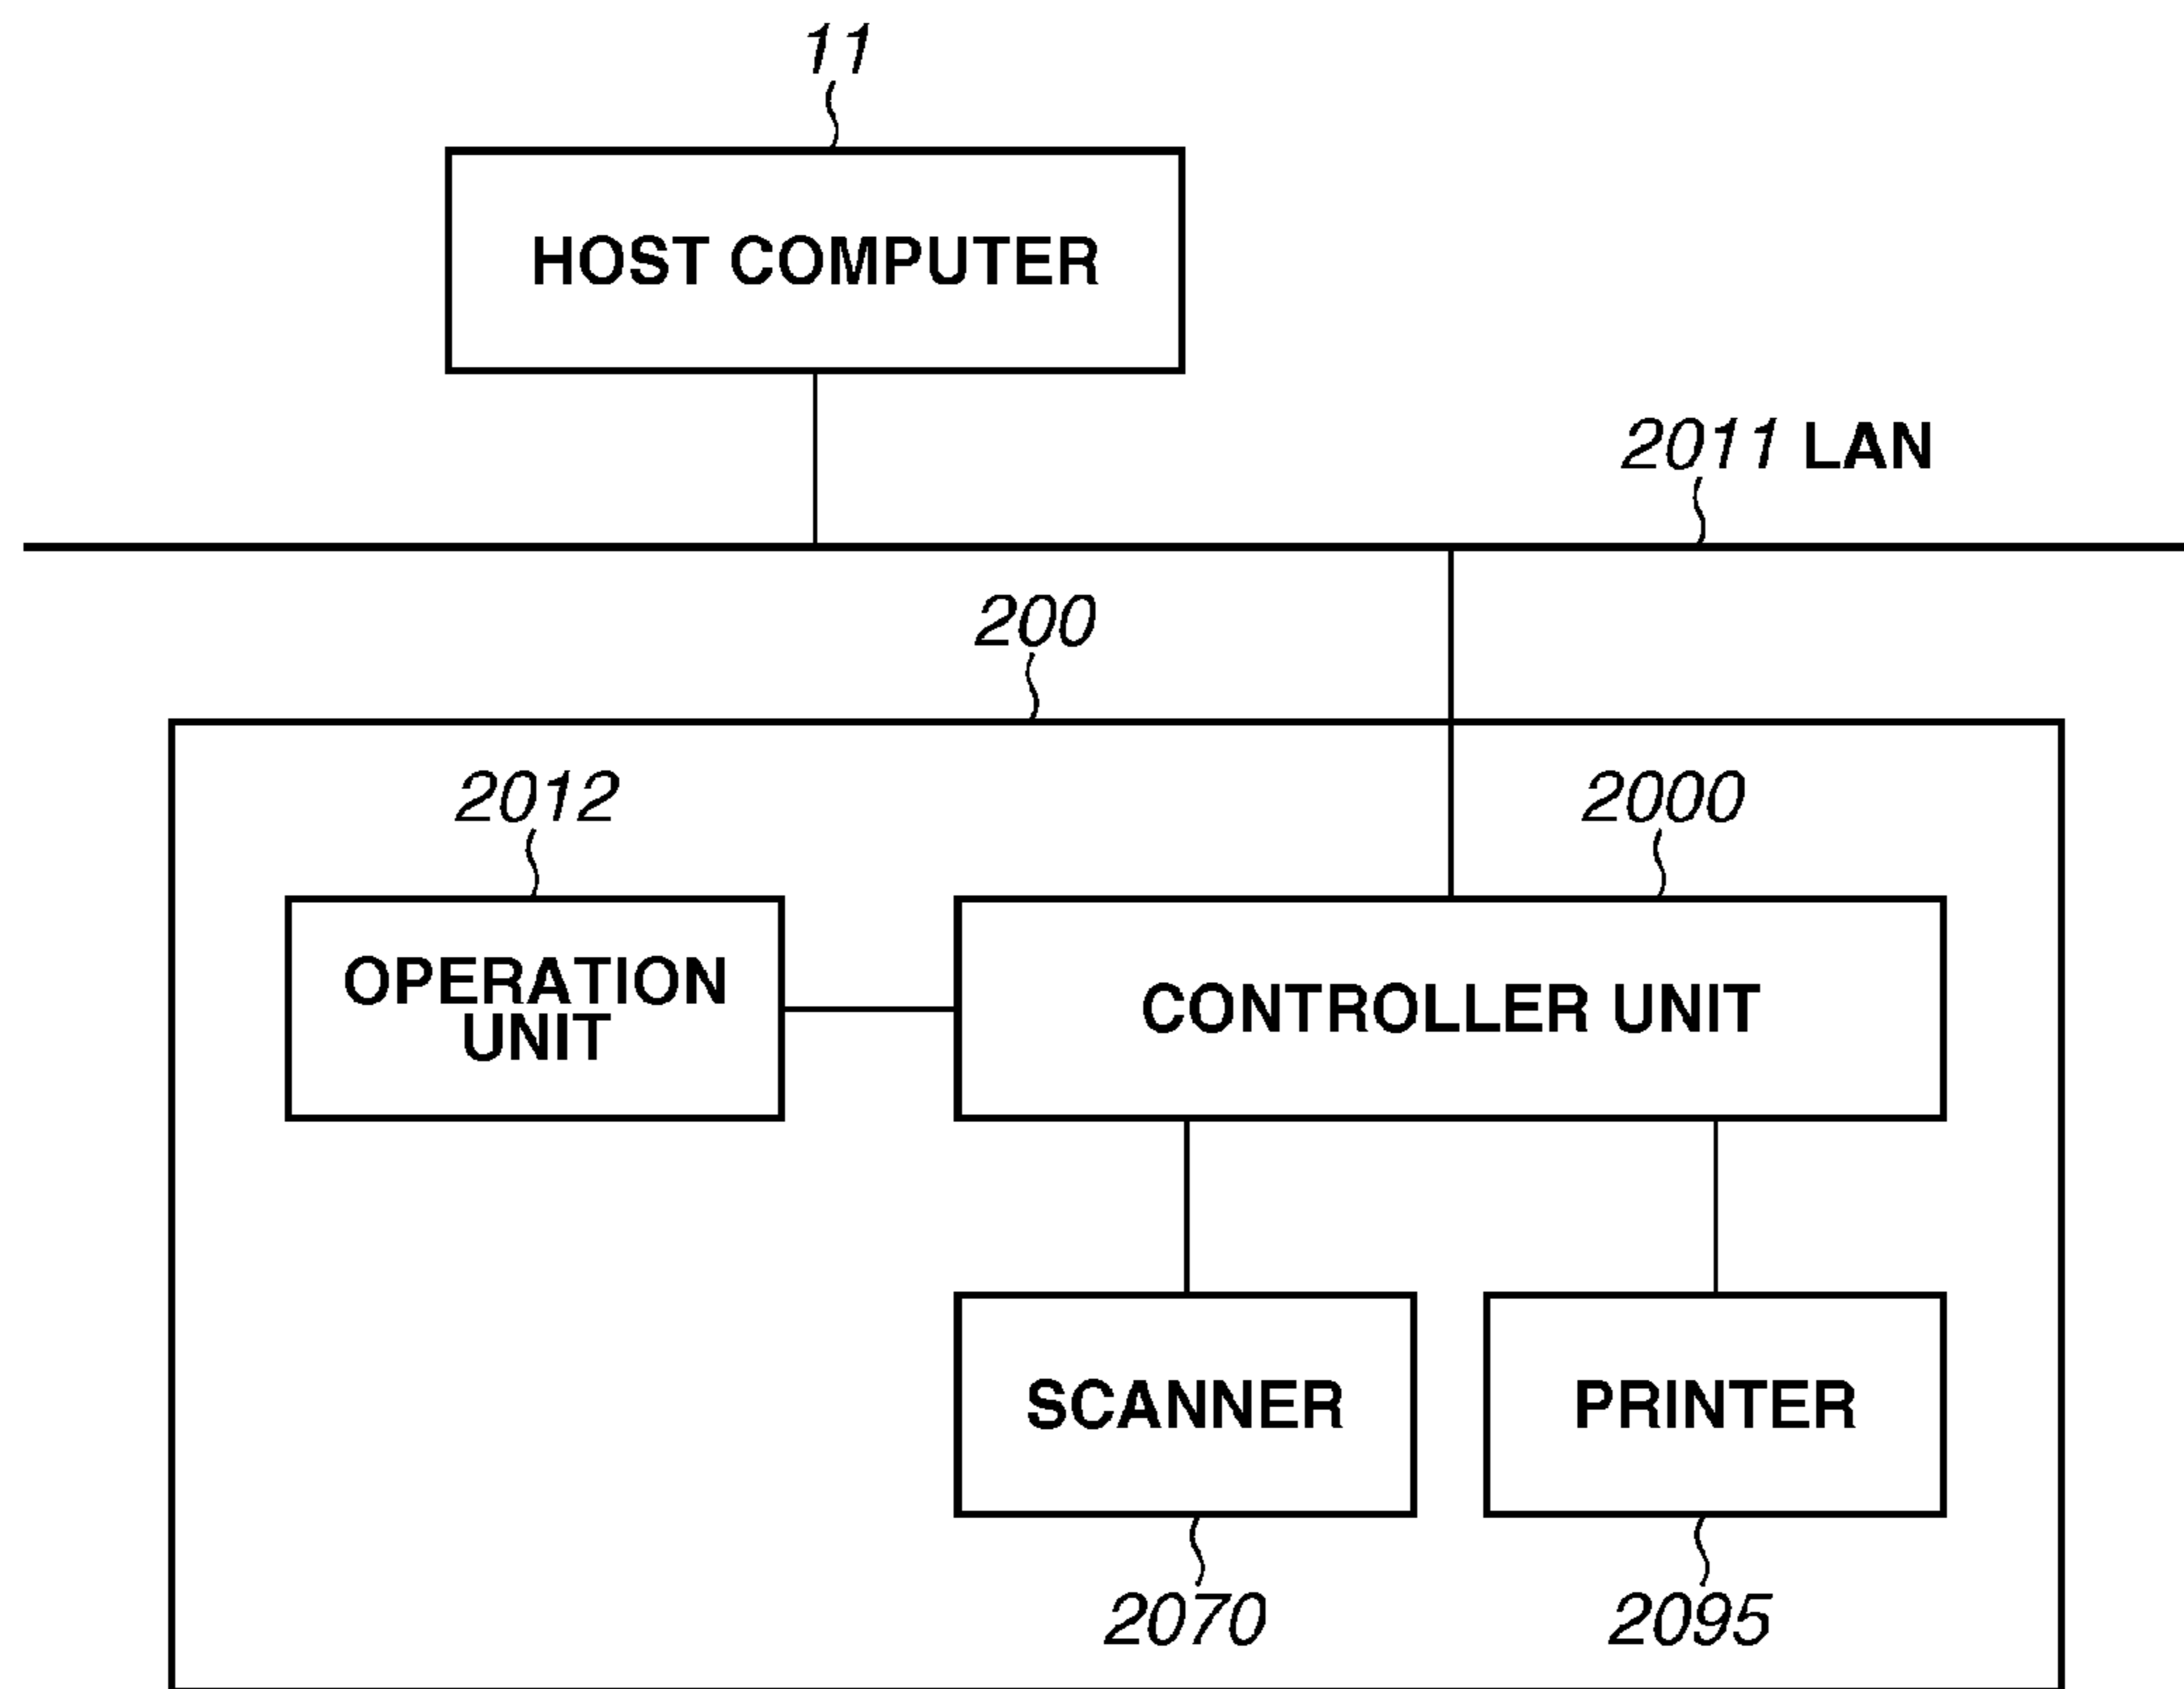 11
HOST COMPUTER
2011 LAN
200
2012
2000
OPERATION
UNIT
CONTROLLER UNIT
SCANNER
PRINTER
2070
2095